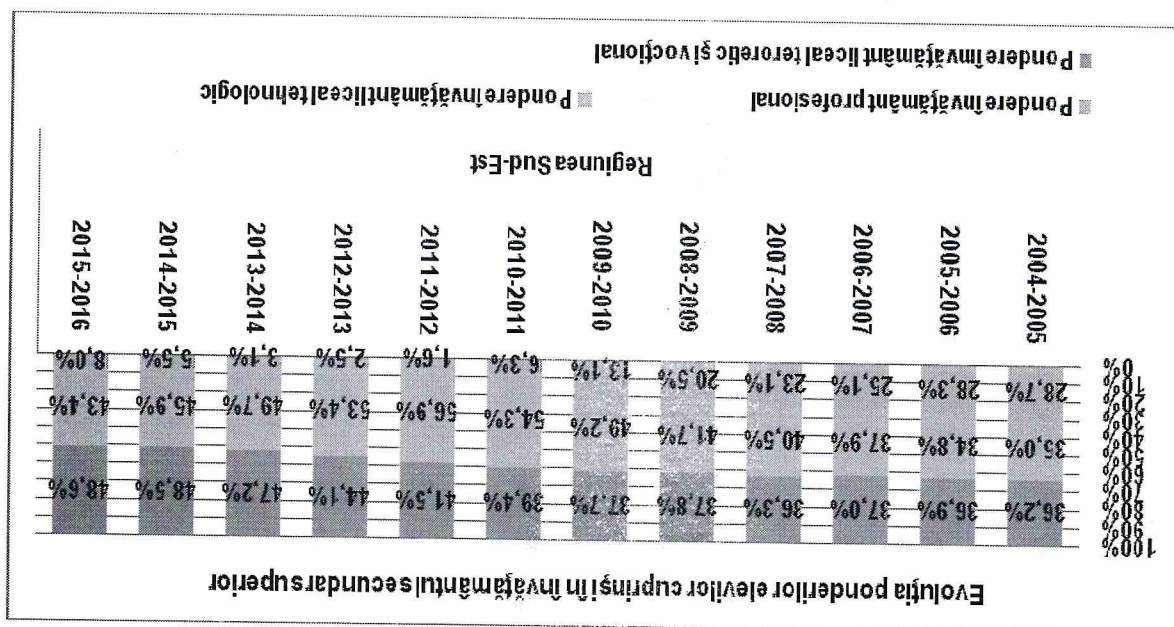 Evoluția ponderilor elevilor cuprinși în învățământul secundar superior
100%
90%
80%
70%
60%
50%
40%
30%
20%
10%
0%
36,2% 36,9% 37,0% 36,3% 37,8% 37,7% 39,4% 41,5% 44,1% 47,2% 48,5% 48,6%
35,0% 34,8% 37,9% 40,5% 41,7% 49,2% 54,3% 56,9% 53,4% 49,7% 45,9% 43,4%
28,7% 28,3% 25,1% 23,1% 20,5% 13,1% 6,3% 1,6% 2,5% 3,1% 5,5% 8,0%
2004-2005 2005-2006 2006-2007 2007-2008 2008-2009 2009-2010 2010-2011 2011-2012 2012-2013 2013-2014 2014-2015 2015-2016
Regiunea Sud-Est
Pondere învățământ profesional Pondere învățământ liceal tehnologic
Pondere îmvățământ liceal teroretic și vocțional